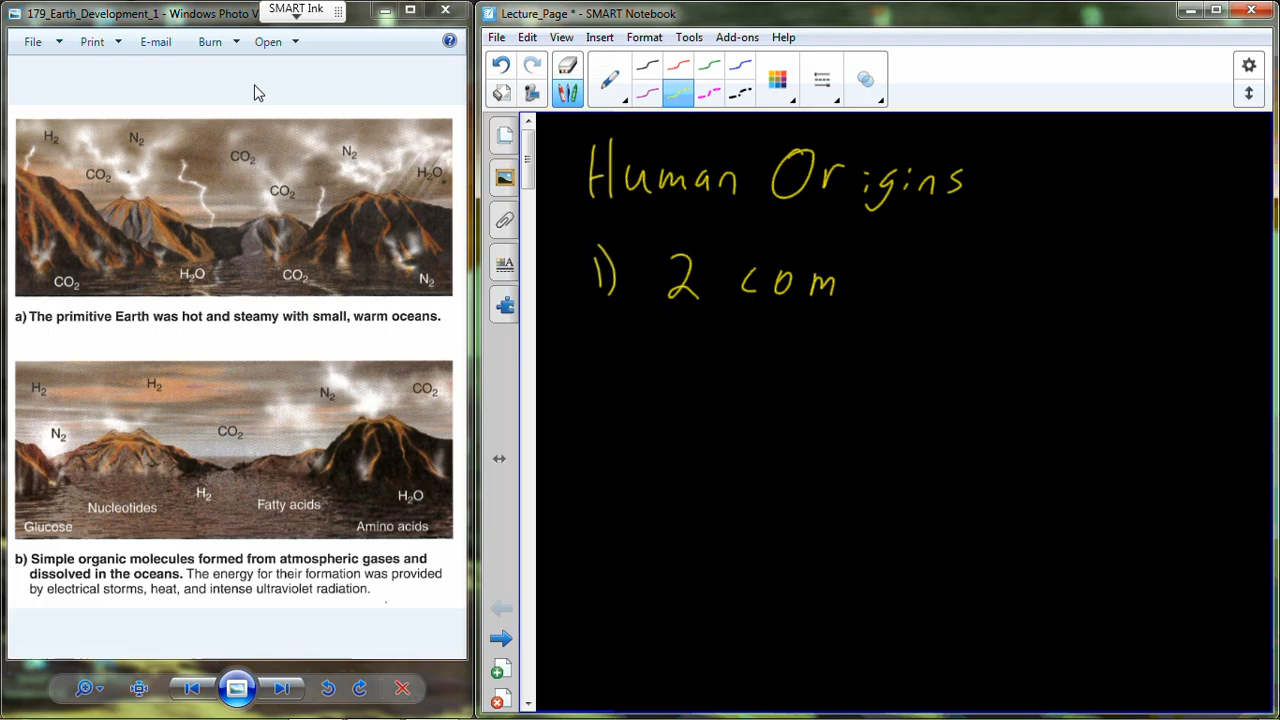 179_Earth_Development_1 - Windows Photo V
SMART Ink
File Print E-mail Burn Open
H2 N2 CO2 N2 H2O
CO2 CO2
CO2 H2O CO2 N2
a) The primitive Earth was hot and steamy with small, warm oceans.
H2 H2 N2 CO2
N2 CO2
Nucleotides H2 Fatty acids H2O
Glucose Amino acids
b) Simple organic molecules formed from atmospheric gases and
dissolved in the oceans. The energy for their formation was provided
by electrical storms, heat, and intense ultraviolet radiation.
Lecture_Page * - SMART Notebook
File Edit View Insert Format Tools Add-ons Help
Human Origins
1) 2 com